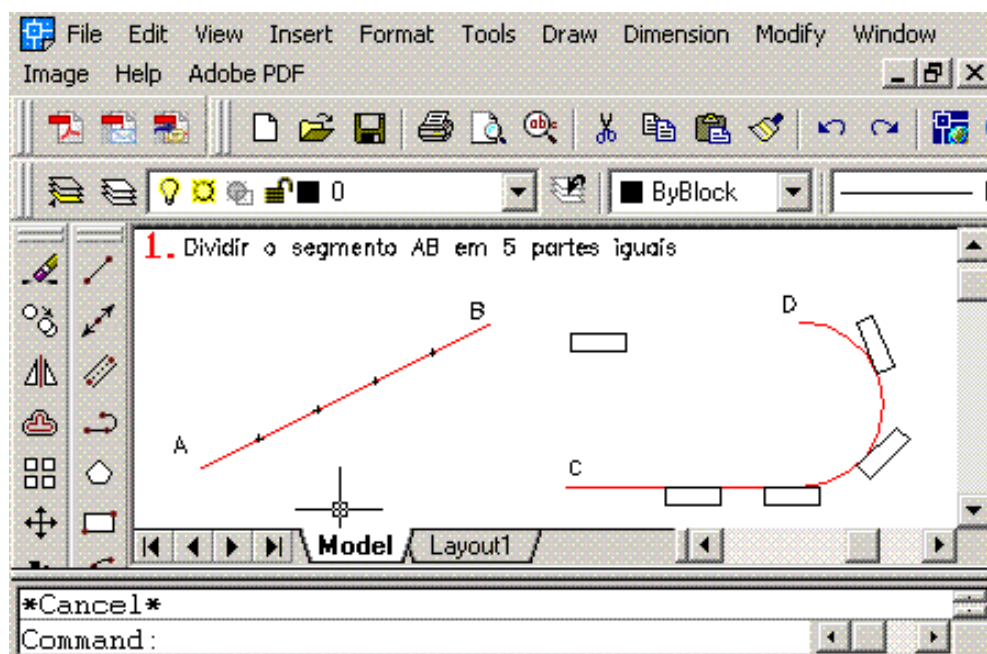 File Edit View Insert Format Tools Draw Dimension Modify Window
Image Help Adobe PDF
abc
0 ByBlock
1. Dividir o segmento AB em 5 partes iguais
B D
A C
Model Layout1
*Cancel*
Command: